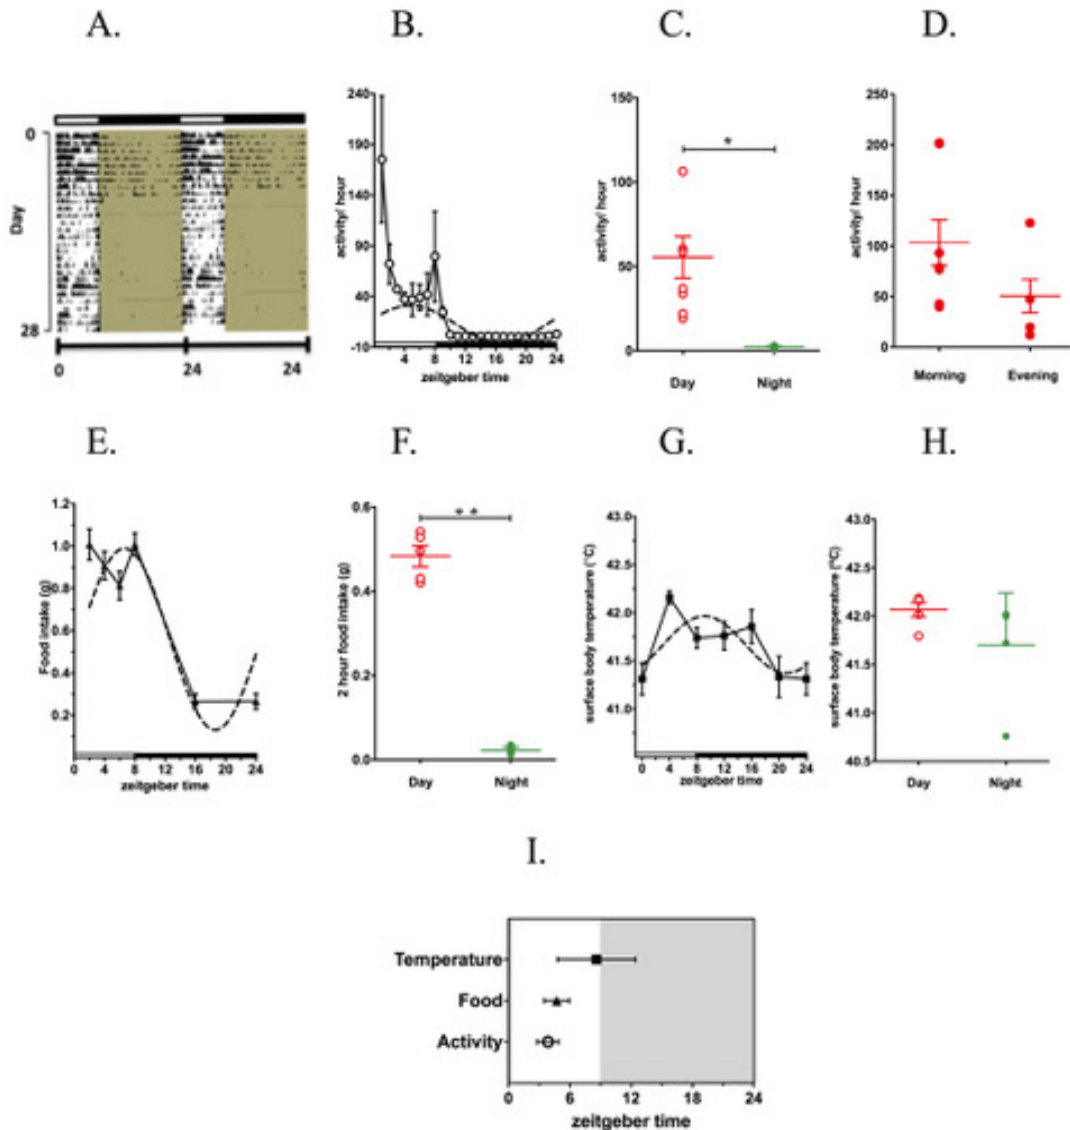 A.
B.
C.
D.
0
Day
28
0 24 24
240
190
140
90
40
-10
activity/ hour
4 8 12 16 20 24
zeitgeber time
150
100
50
0
activity/ hour
*
Day Night
250
200
150
100
50
0
activity/ hour
Morning Evening
E.
F.
G.
H.
1.2
1.0
0.8
0.6
0.4
0.2
Food intake (g)
0 4 8 12 16 20 24
zeitgeber time
0.6
0.4
0.2
0.0
2 hour food intake (g)
**
Day Night
43.0
42.5
42.0
41.5
41.0
surface body temperature (°C)
0 4 8 12 16 20 24
zeitgeber time
43.0
42.5
42.0
41.5
41.0
40.5
surface body temperature (°C)
Day Night
I.
Temperature
Food
Activity
0 6 12 18 24
zeitgeber time